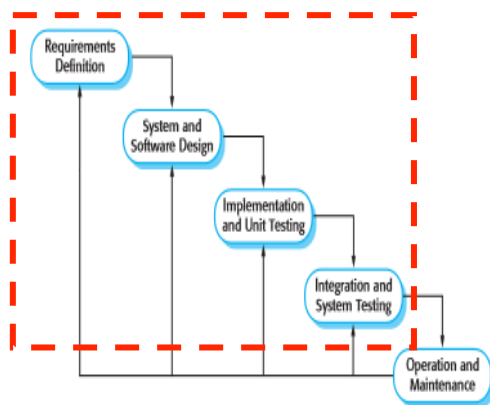 Requirements
Definition
System and
Software Design
Implementation
and Unit Testing
Integration and
System Testing
Operation and
Maintenance